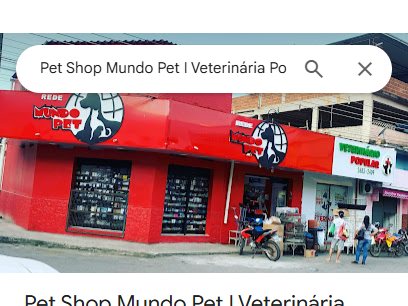 Pet Shop Mundo Pet | Veterinária Po
REDE
MUNDO
PET
MUNDO
PET
VETERINÁRIA
POPULAR
Pet Shop Mundo Pet | Veterinária